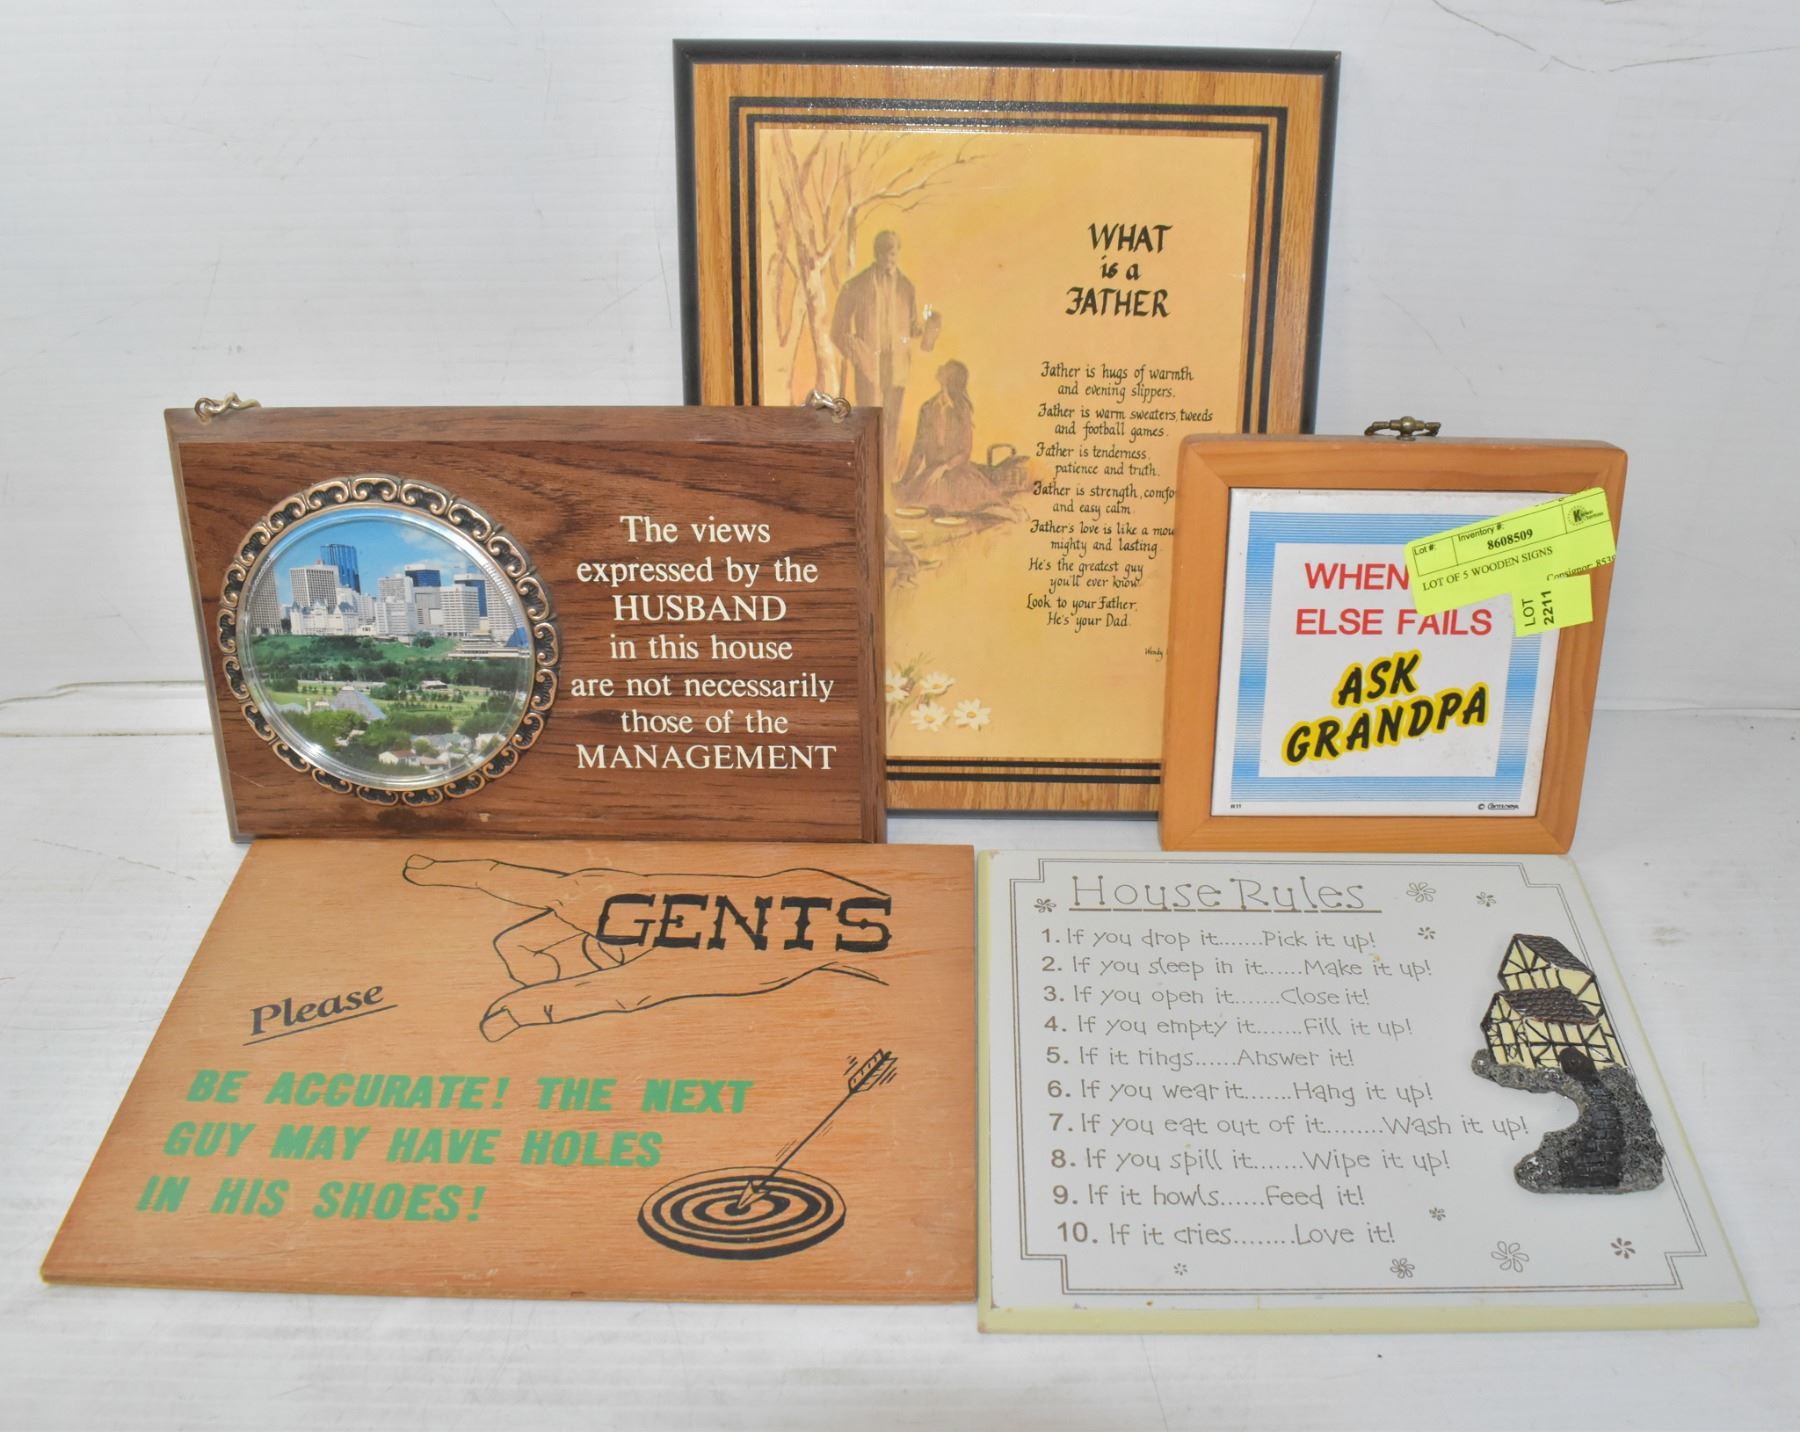 WHAT
is a
FATHER
Father is hugs of warmth
and evening slippers.
Father is warm sweaters, tweeds
and football games.
Father is tenderness,
patience and truth.
Father is strength,
and easy calm.
Father's love is like a
mighty and lasting.
He's the greatest guy
you'll ever know.
Look to your Father,
He's your Dad.
Wendy
The views
expressed by the
HUSBAND
in this house
are not necessarily
those of the
MANAGEMENT
WHEN
ELSE FAILS
ASK
GRANDPA
Lot #:
Inventory #:
8608509
LOT OF 5 WOODEN SIGNS
Consignor:
LOT
2211
GENTS
Please
BE ACCURATE! THE NEXT
GUY MAY HAVE HOLES
IN HIS SHOES!
House Rules
1. If you drop it.......Pick it up!
2. If you sleep in it......Make it up!
3. If you open it.......Close it!
4. If you empty it.......Fill it up!
5. If it rings......Answer it!
6. If you wear it.......Hang it up!
7. If you eat out of it........Wash it up!
8. If you spill it.......Wipe it up!
9. If it howls......Feed it!
10. If it cries........Love it!